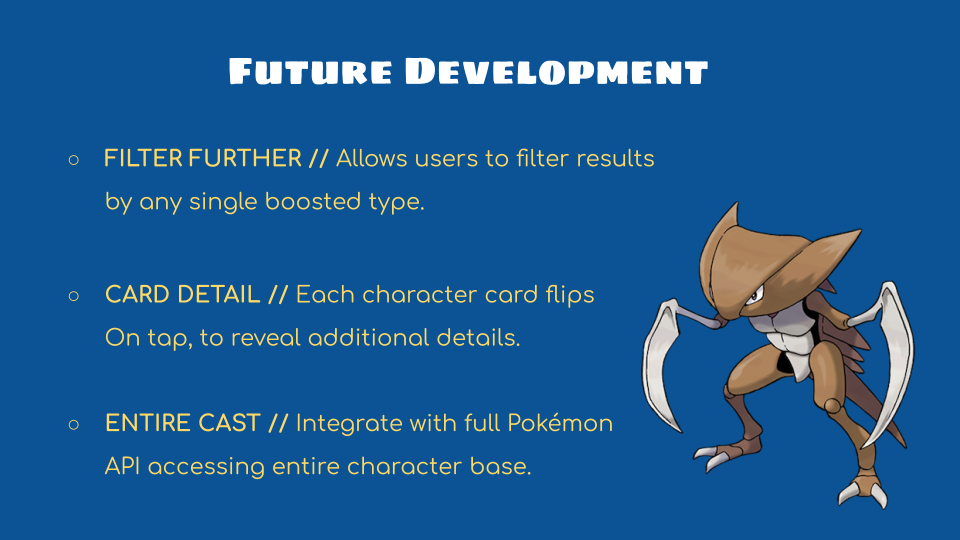 Future Development
○ FILTER FURTHER // Allows users to filter results
by any single boosted type.
○ CARD DETAIL // Each character card flips
On tap, to reveal additional details.
○ ENTIRE CAST // Integrate with full Pokémon
API accessing entire character base.